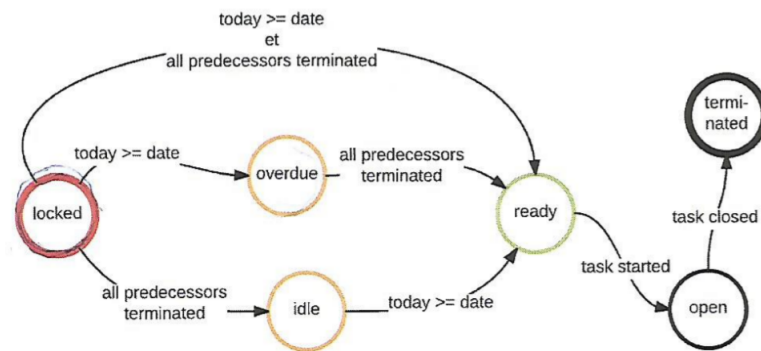 today >= date
et
all predecessors terminated
termi-
nated
today >= date
overdue
all predecessors
terminated
locked
ready
task closed
task started
all predecessors
terminated
idle
today >= date
open